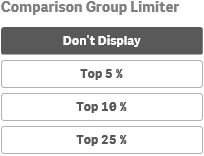 Comparison Group Limiter
Don't Display
Top 5 %
Top 10 %
Top 25 %